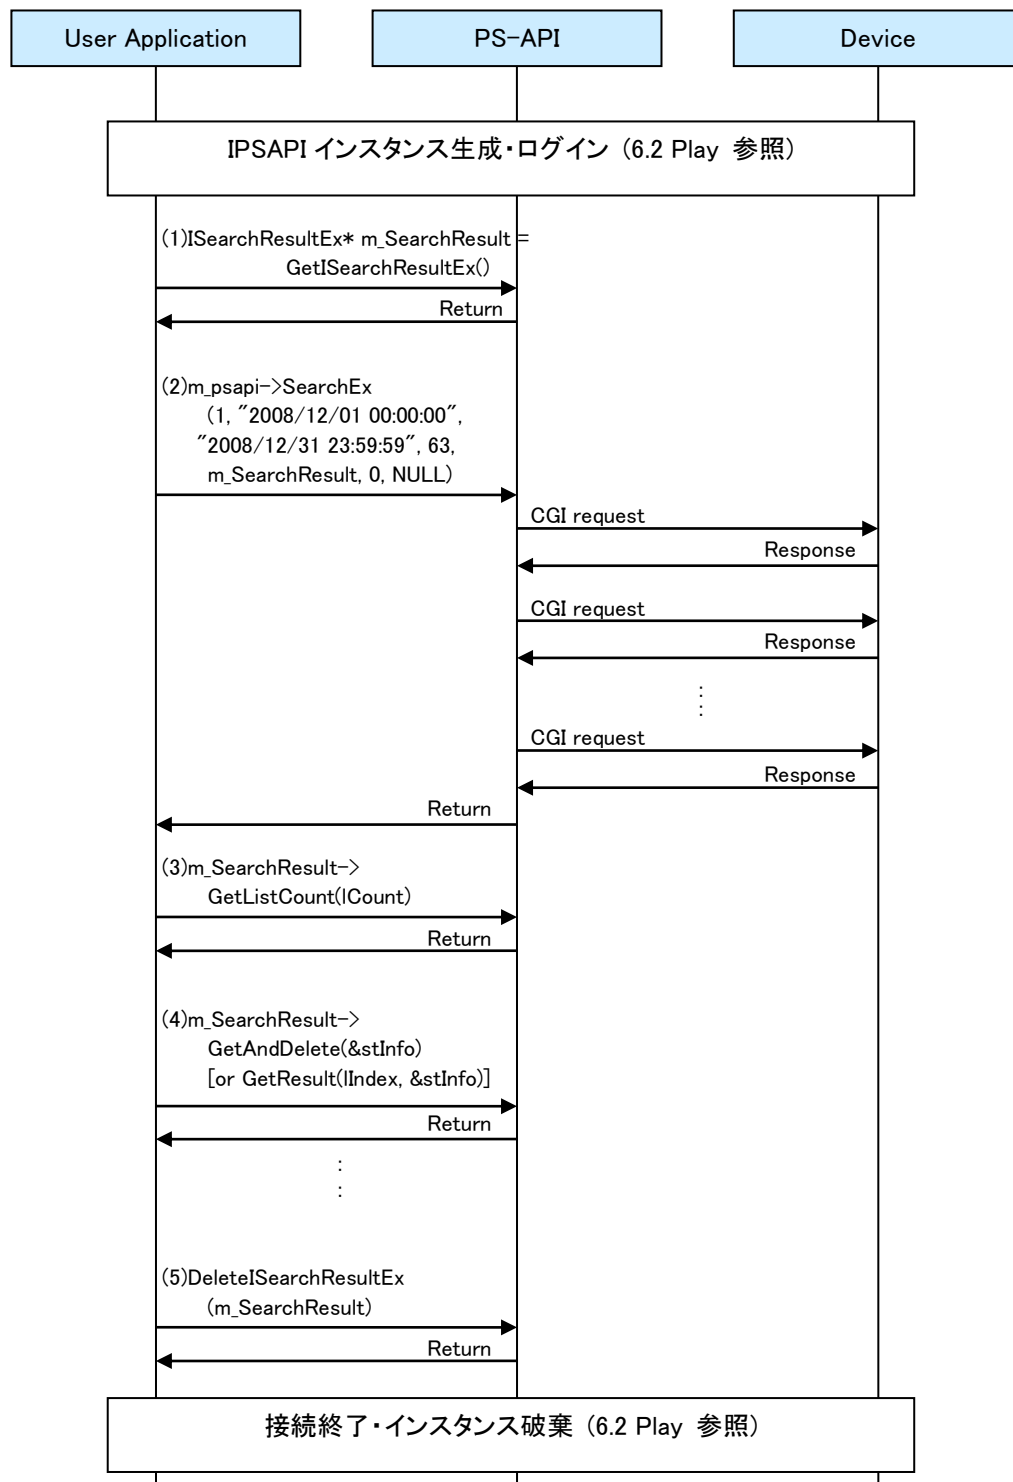 User Application
PS-API
Device
IPSAPI インスタンス生成・ログイン (6.2 Play 参照)
(1)ISearchResultEx* m_SearchResult =
GetISearchResultEx()
Return
(2)m_psapi->SearchEx
(1, "2008/12/01 00:00:00",
"2008/12/31 23:59:59", 63,
m_SearchResult, 0, NULL)
CGI request
Response
CGI request
Response
:
:
CGI request
Response
Return
(3)m_SearchResult->
GetListCount(lCount)
Return
(4)m_SearchResult->
GetAndDelete(&stInfo)
[or GetResult(lIndex, &stInfo)]
Return
:
:
(5)DeleteISearchResultEx
(m_SearchResult)
Return
接続終了・インスタンス破棄 (6.2 Play 参照)